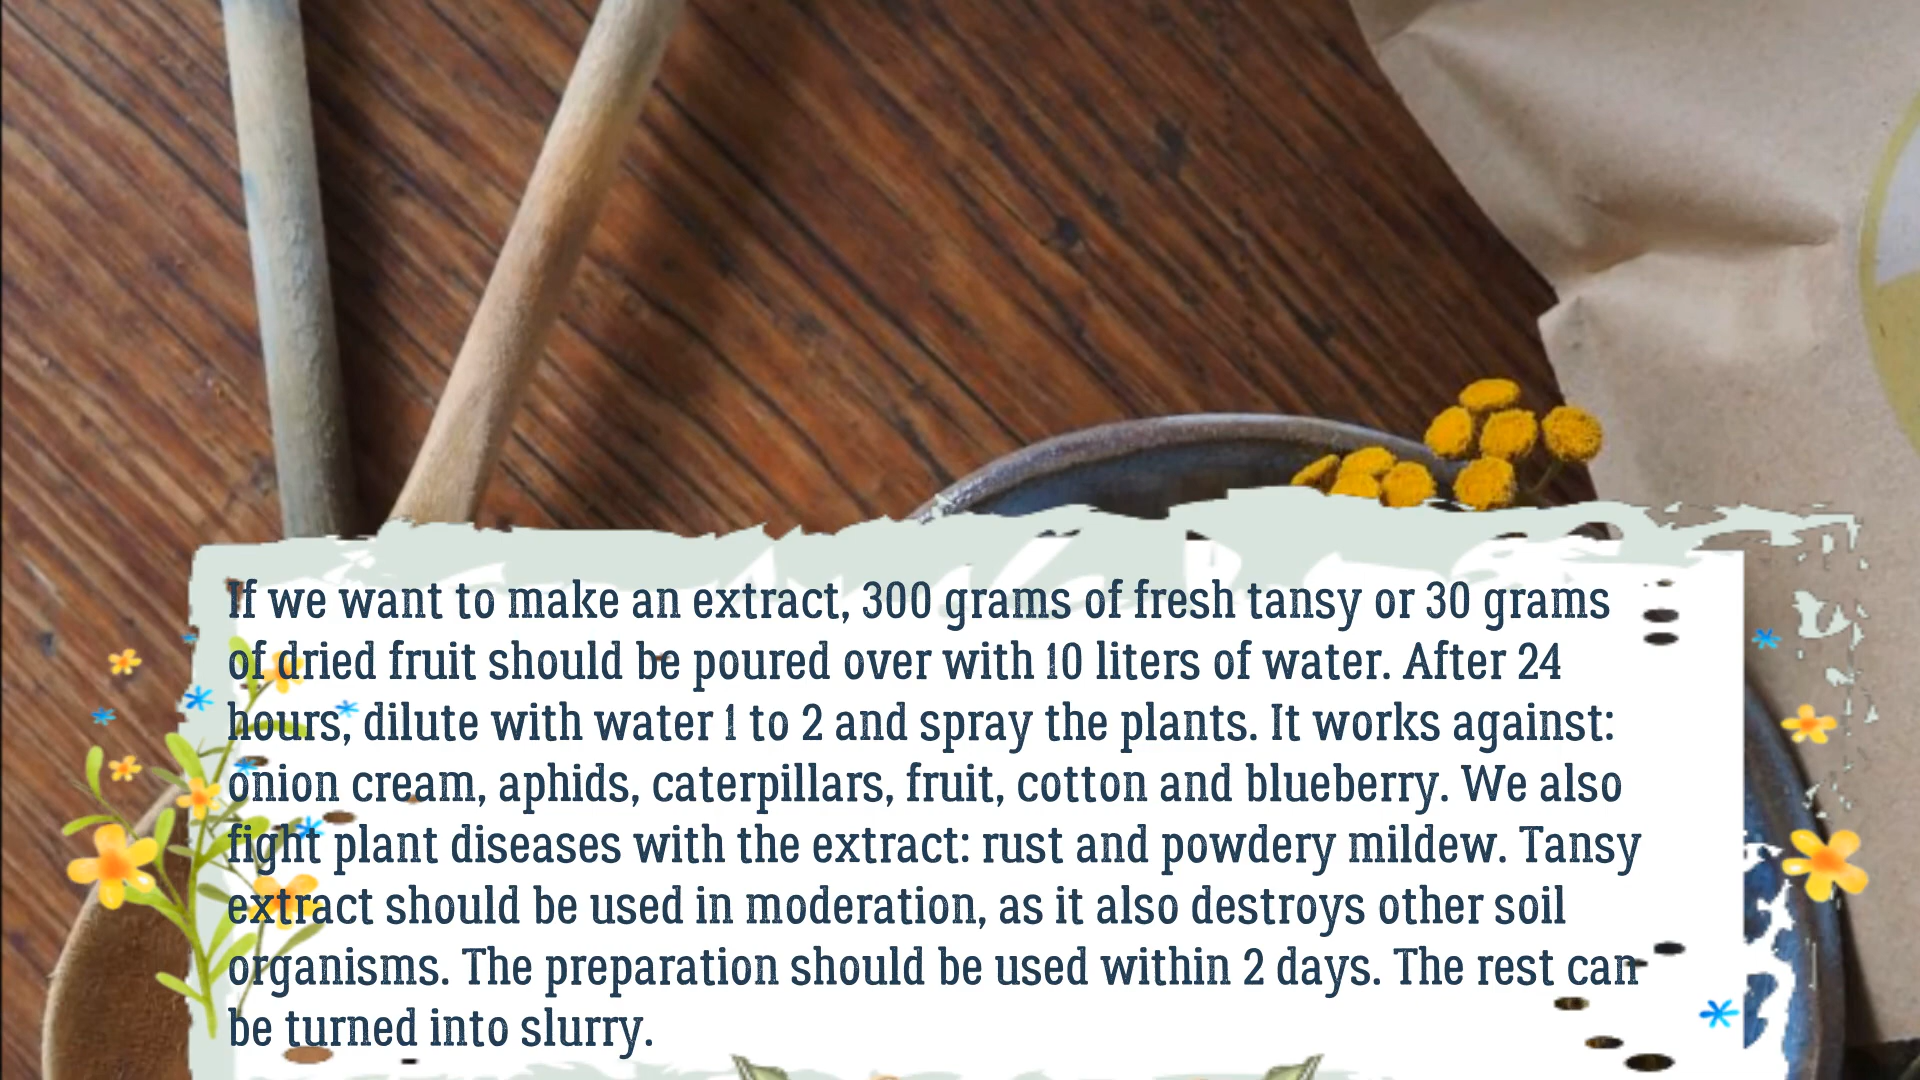 If we want to make an extract, 300 grams of fresh tansy or 30 grams
of dried fruit should be poured over with 10 liters of water. After 24
hours, dilute with water 1 to 2 and spray the plants. It works against:
onion cream, aphids, caterpillars, fruit, cotton and blueberry. We also
fight plant diseases with the extract: rust and powdery mildew. Tansy
extract should be used in moderation, as it also destroys other soil
organisms. The preparation should be used within 2 days. The rest can
be turned into slurry.